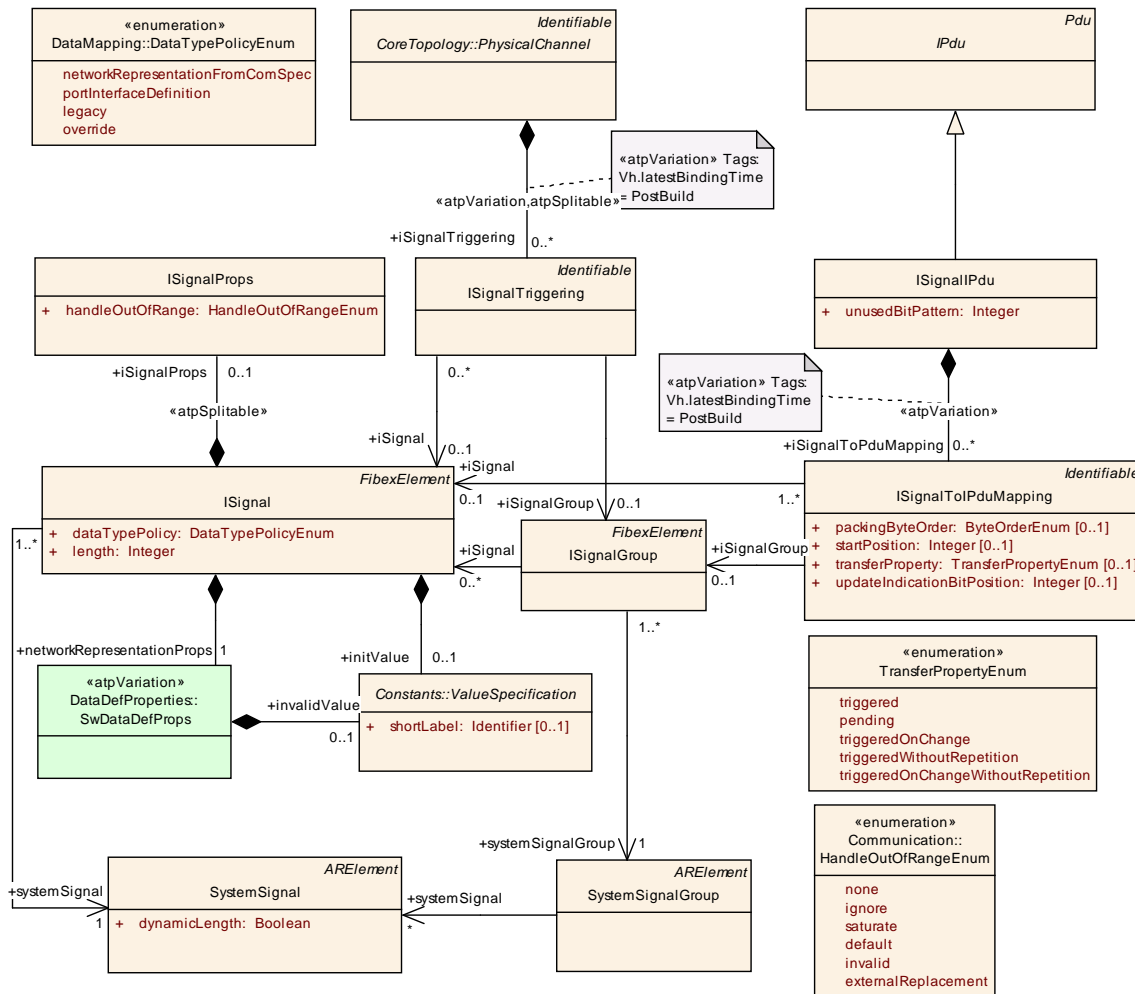 «enumeration»
DataMapping::DataTypePolicyEnum
networkRepresentationFromComSpec
portInterfaceDefinition
legacy
override
Identifiable
CoreTopology::PhysicalChannel
Pdu
IPdu
«atpVariation» Tags:
Vh.latestBindingTime
= PostBuild
«atpVariation,atpSplitable»
+iSignalTriggering
0..*
ISignalProps
+ handleOutOfRange: HandleOutOfRangeEnum
Identifiable
ISignalTriggering
ISignalIPdu
+ unusedBitPattern: Integer
+iSignalProps
0..1
«atpSplitable»
0..*
+iSignal
0..1
«atpVariation» Tags:
Vh.latestBindingTime
= PostBuild
«atpVariation»
+iSignalToPduMapping
0..*
FibexElement
ISignal
+ dataTypePolicy: DataTypePolicyEnum
+ length: Integer
+iSignal
0..1
1..*
+iSignalGroup
0..1
Identifiable
ISignalToIPduMapping
+ packingByteOrder: ByteOrderEnum [0..1]
+ startPosition: Integer [0..1]
+ transferProperty: TransferPropertyEnum [0..1]
+ updateIndicationBitPosition: Integer [0..1]
1..*
+iSignal
0..*
FibexElement
ISignalGroup
+iSignalGroup
0..1
1..*
+networkRepresentationProps
1
+initValue
0..1
«atpVariation»
DataDefProperties::
SwDataDefProps
+invalidValue
0..1
Constants::ValueSpecification
+ shortLabel: Identifier [0..1]
«enumeration»
TransferPropertyEnum
triggered
pending
triggeredOnChange
triggeredWithoutRepetition
triggeredOnChangeWithoutRepetition
«enumeration»
Communication::
HandleOutOfRangeEnum
none
ignore
saturate
default
invalid
externalReplacement
+systemSignalGroup
1
+systemSignal
1
ARElement
SystemSignal
+ dynamicLength: Boolean
+systemSignal
*
ARElement
SystemSignalGroup